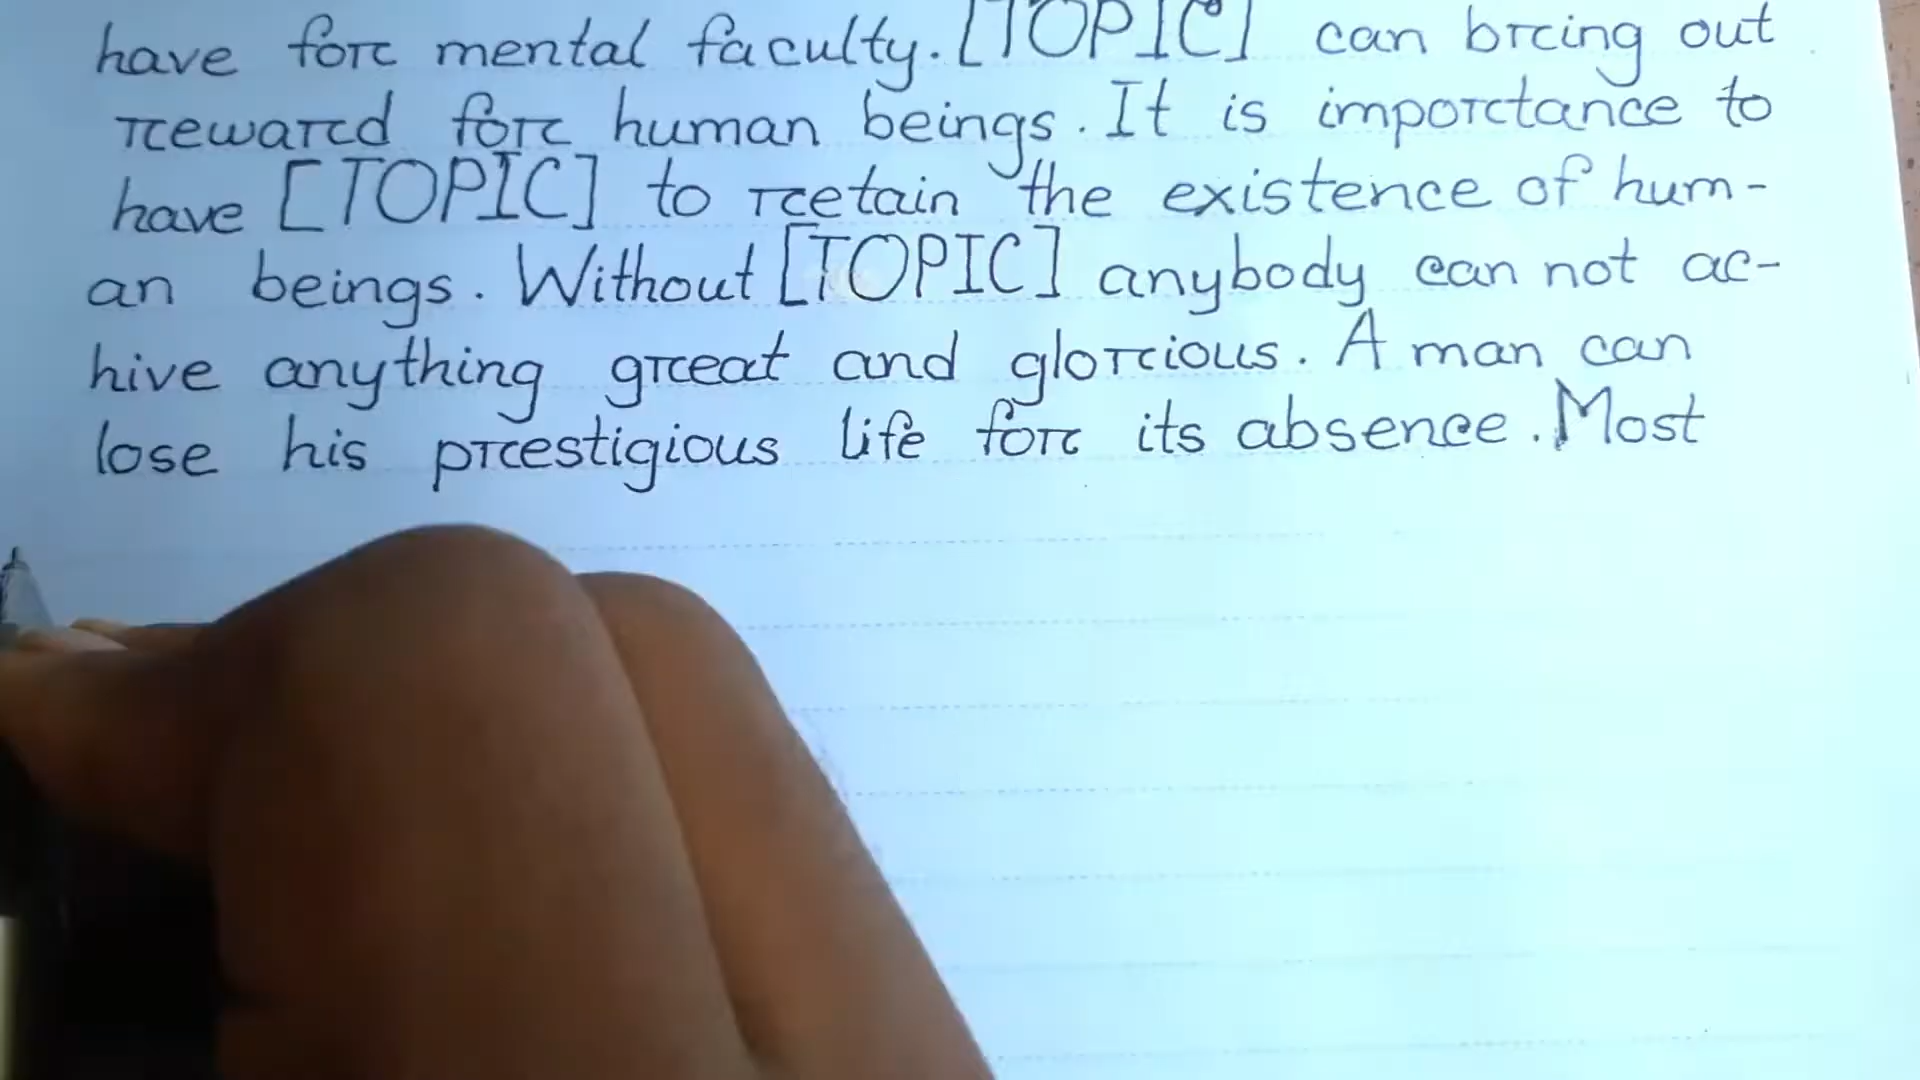 have for mental faculty. [TOPIC] can bring out
reward for human beings. It is importance to
have [TOPIC] to retain the existence of hum-
an beings. Without [TOPIC] anybody can not ac-
hive anything great and glorious. A man can
lose his prestigious life for its absence. Most